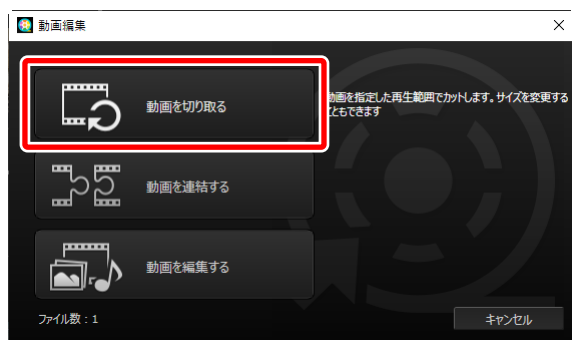 動画編集
動画を切り取る
動画を指定した再生範囲でカットします。サイズを変更する
ともできます
動画を連結する
動画を編集する
ファイル数：1
キャンセル